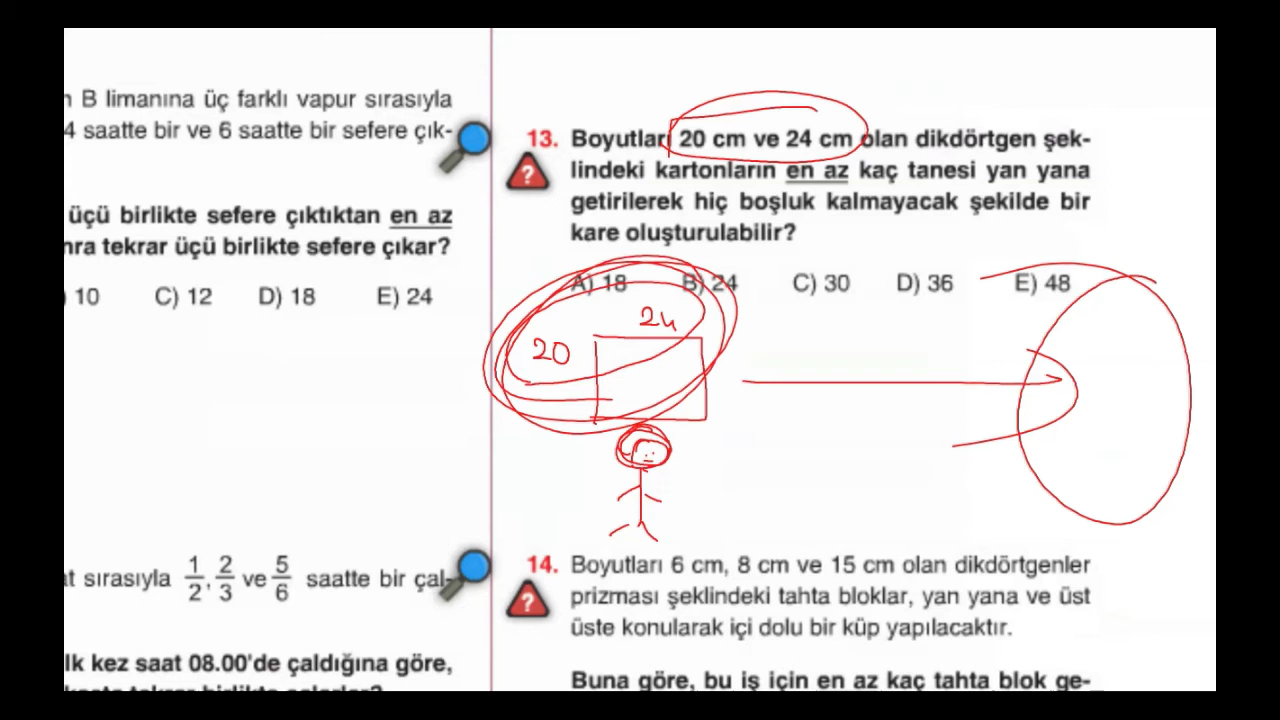 B limanına üç farklı vapur sırasıyla
4 saatte bir ve 6 saatte bir sefere çık-
üçü birlikte sefere çıktıktan en az
nra tekrar üçü birlikte sefere çıkar?
10 C) 12 D) 18 E) 24
sırasıyla 1/2, 2/3 ve 5/6 saatte bir çal-
lk kez saat 08.00'de çaldığına göre,
13. Boyutları 20 cm ve 24 cm olan dikdörtgen şek-
lindeki kartonların en az kaç tanesi yan yana
getirilerek hiç boşluk kalmayacak şekilde bir
kare oluşturulabilir?
A) 18 B) 24 C) 30 D) 36 E) 48
24
20
14. Boyutları 6 cm, 8 cm ve 15 cm olan dikdörtgenler
prizması şeklindeki tahta bloklar, yan yana ve üst
üste konularak içi dolu bir küp yapılacaktır.
Buna göre, bu iş için en az kaç tahta blok ge-